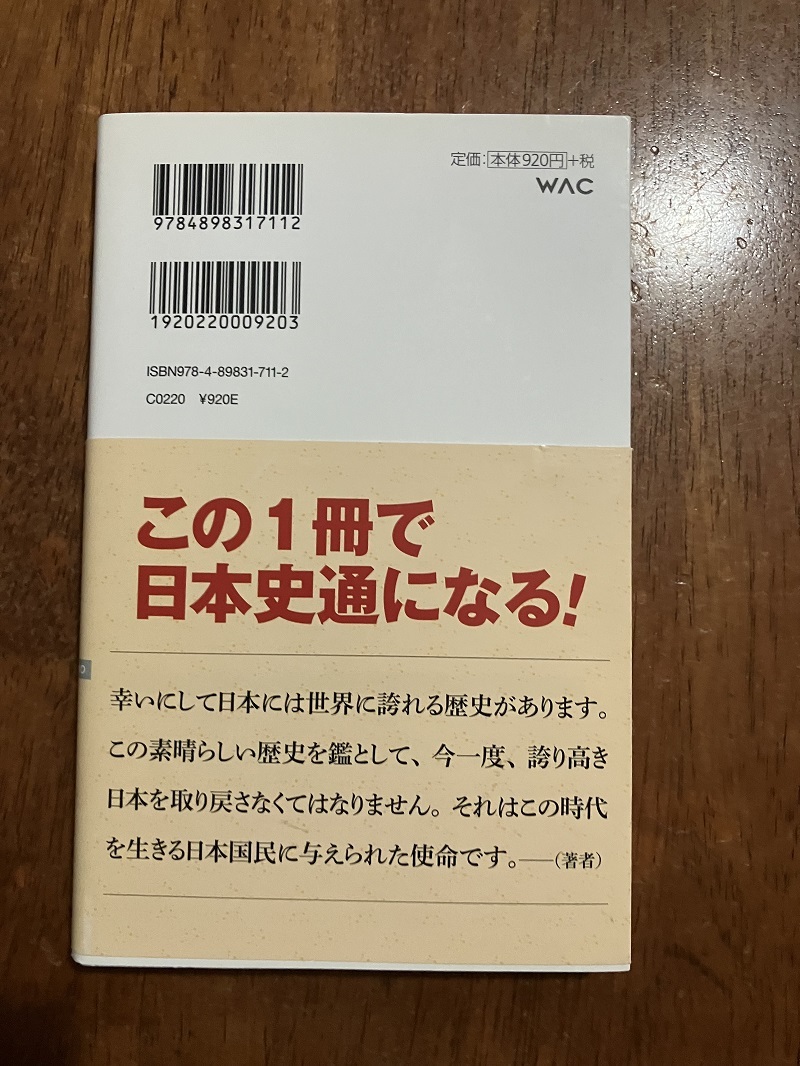 定価：本体920円＋税
WAC
9784898317112
1920220009203
ISBN978-4-89831-711-2
C0220 ¥920E
この1冊で
日本史通になる！
幸いにして日本には世界に誇れる歴史があります。
この素晴らしい歴史を鑑として、今一度、誇り高き
日本を取り戻さなくてはなりません。それはこの時代
を生きる日本国民に与えられた使命です。──（著者）